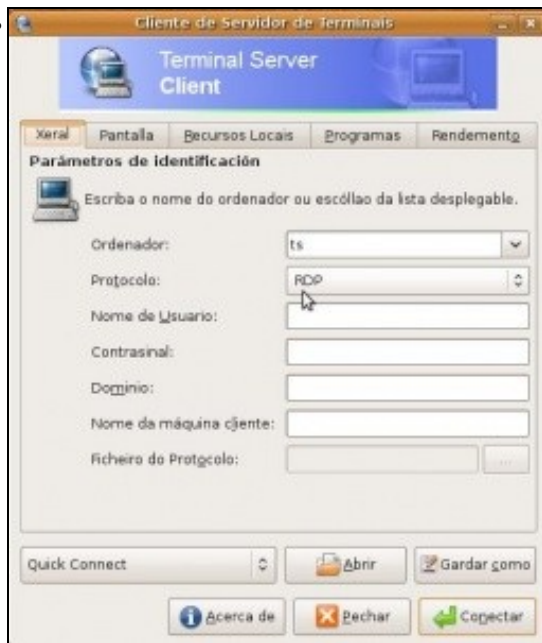 Cliente de Servidor de Terminais
Terminal Server
Client
Xeral Pantalla Recursos Locais Programas Rendemento
Parámetros de identificación
Escriba o nome do ordenador ou escóllao da lista despregable.
Ordenador: ts
Protocolo: RDP
Nome de Usuario:
Contrasinal:
Dominio:
Nome da máquina cliente:
Ficheiro do Protocolo: ...
Quick Connect Abrir Gardar como
Acerca de Pechar Conectar